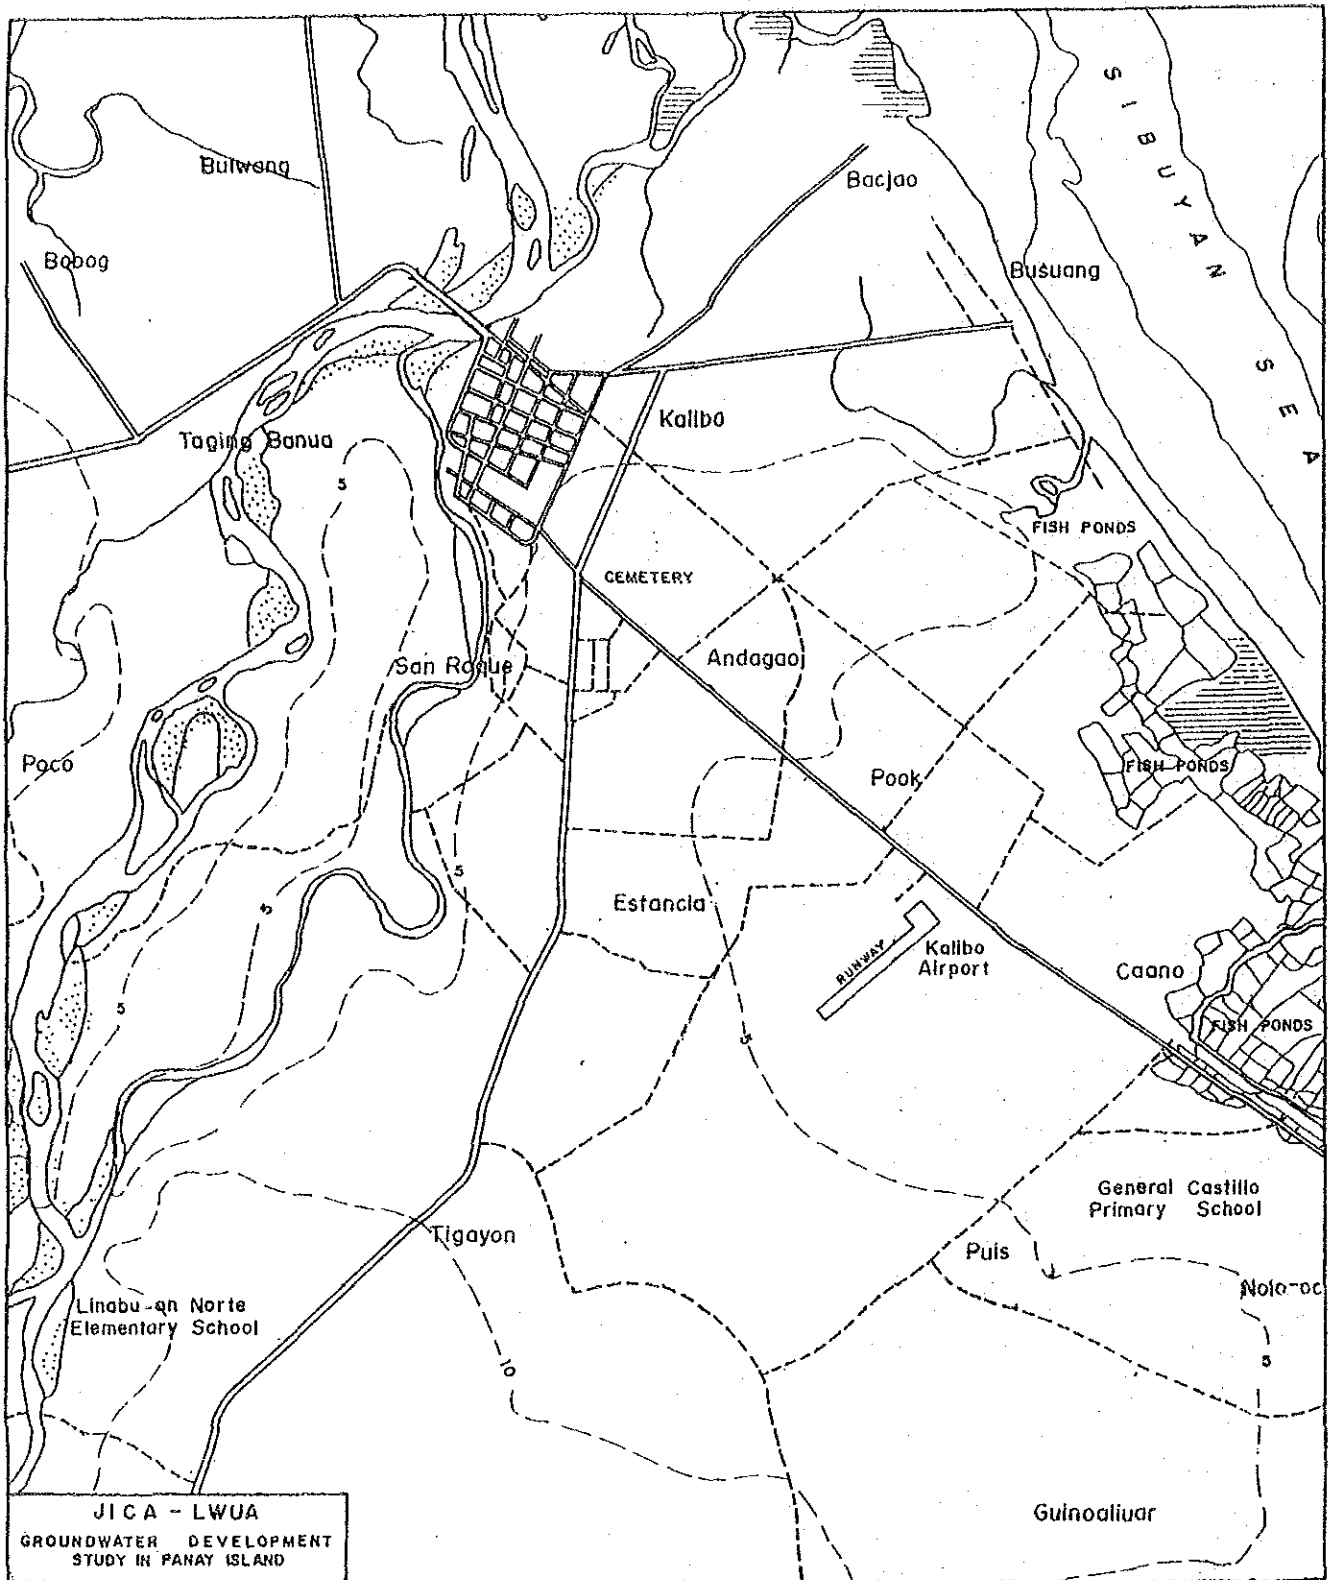 SIBUYAN SEA
Bulwang
Bacjao
Bobog
Busuang
Kalibo
Taging Banua
5
FISH PONDS
CEMETERY
San Roque
Andagao
Poco
Pook
FISH PONDS
5
Estancia
5
RUNWAY
Kalibo
Airport
Caano
5
FISH PONDS
5
General Castillo
Primary School
Tigayon
Puis
Linabu-an Norte
Elementary School
5
10
Guinoaliuar
JICA - LWUA
GROUNDWATER DEVELOPMENT
STUDY IN PANAY ISLAND